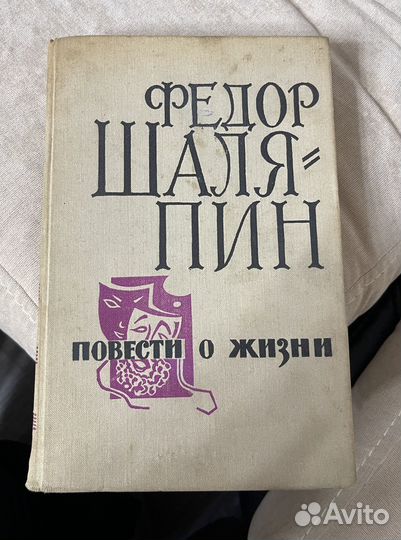 ФЕДОР
ШАЛЯ=
ПИН
ПОВЕСТИ О ЖИЗНИ
Avito